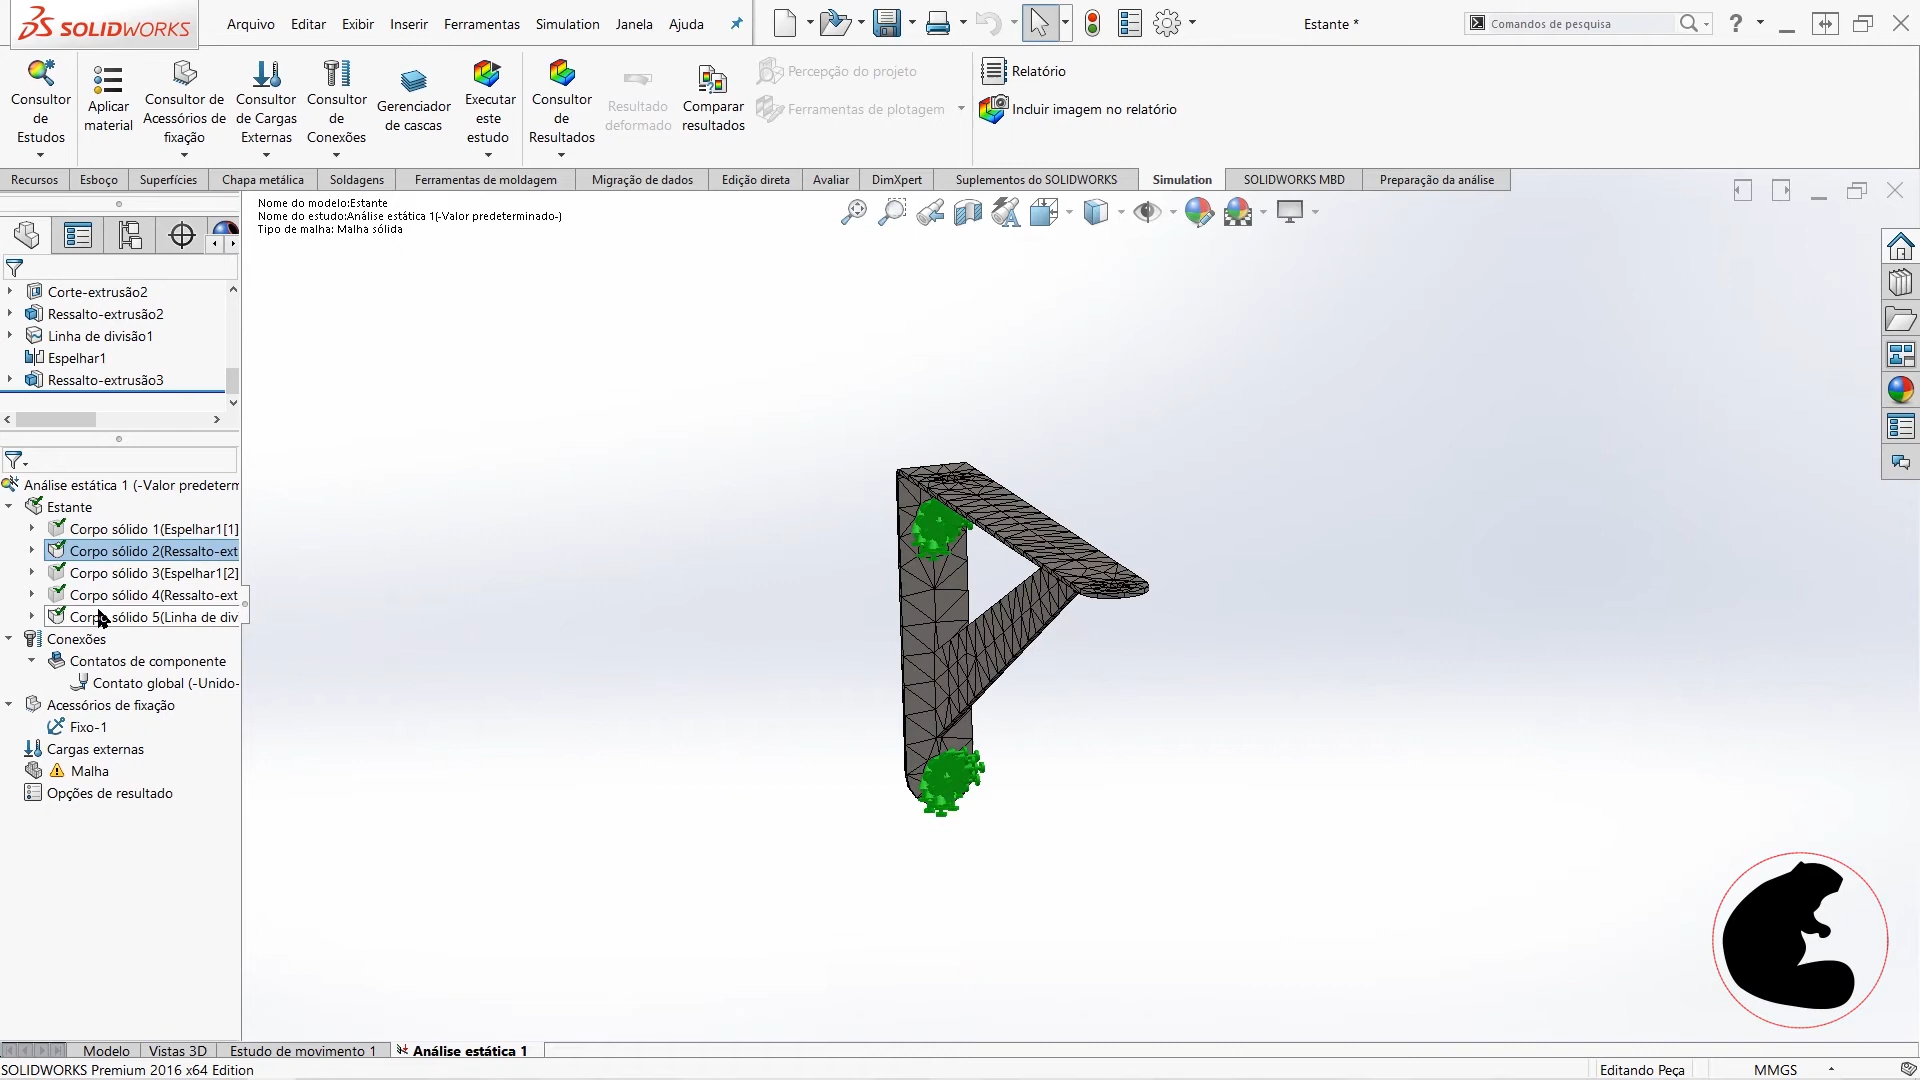 SOLIDWORKS
Arquivo Editar Exibir Inserir Ferramentas Simulation Janela Ajuda
Estante *
Comandos de pesquisa
?
Consultor de Estudos
Aplicar material
Consultor de Acessórios de fixação
Consultor de Cargas Externas
Consultor de Conexões
Gerenciador de cascas
Executar este estudo
Consultor de Resultados
Resultado deformado
Comparar resultados
Percepção do projeto
Ferramentas de plotagem
Relatório
Incluir imagem no relatório
Recursos Esboço Superfícies Chapa metálica Soldagens Ferramentas de moldagem Migração de dados Edição direta Avaliar DimXpert Suplementos do SOLIDWORKS Simulation SOLIDWORKS MBD Preparação da análise
Nome do modelo:Estante
Nome do estudo:Análise estática 1(-Valor predeterminado-)
Tipo de malha: Malha sólida
Corte-extrusão2
Ressalto-extrusão2
Linha de divisão1
Espelhar1
Ressalto-extrusão3
Análise estática 1 (-Valor predeterm
Estante
Corpo sólido 1(Espelhar1[1]
Corpo sólido 2(Ressalto-ext
Corpo sólido 3(Espelhar1[2]
Corpo sólido 4(Ressalto-ext
Corpo sólido 5(Linha de div
Conexões
Contatos de componente
Contato global (-Unido-
Acessórios de fixação
Fixo-1
Cargas externas
Malha
Opções de resultado
Modelo Vistas 3D Estudo de movimento 1 Análise estática 1
SOLIDWORKS Premium 2016 x64 Edition
Editando Peça
MMGS